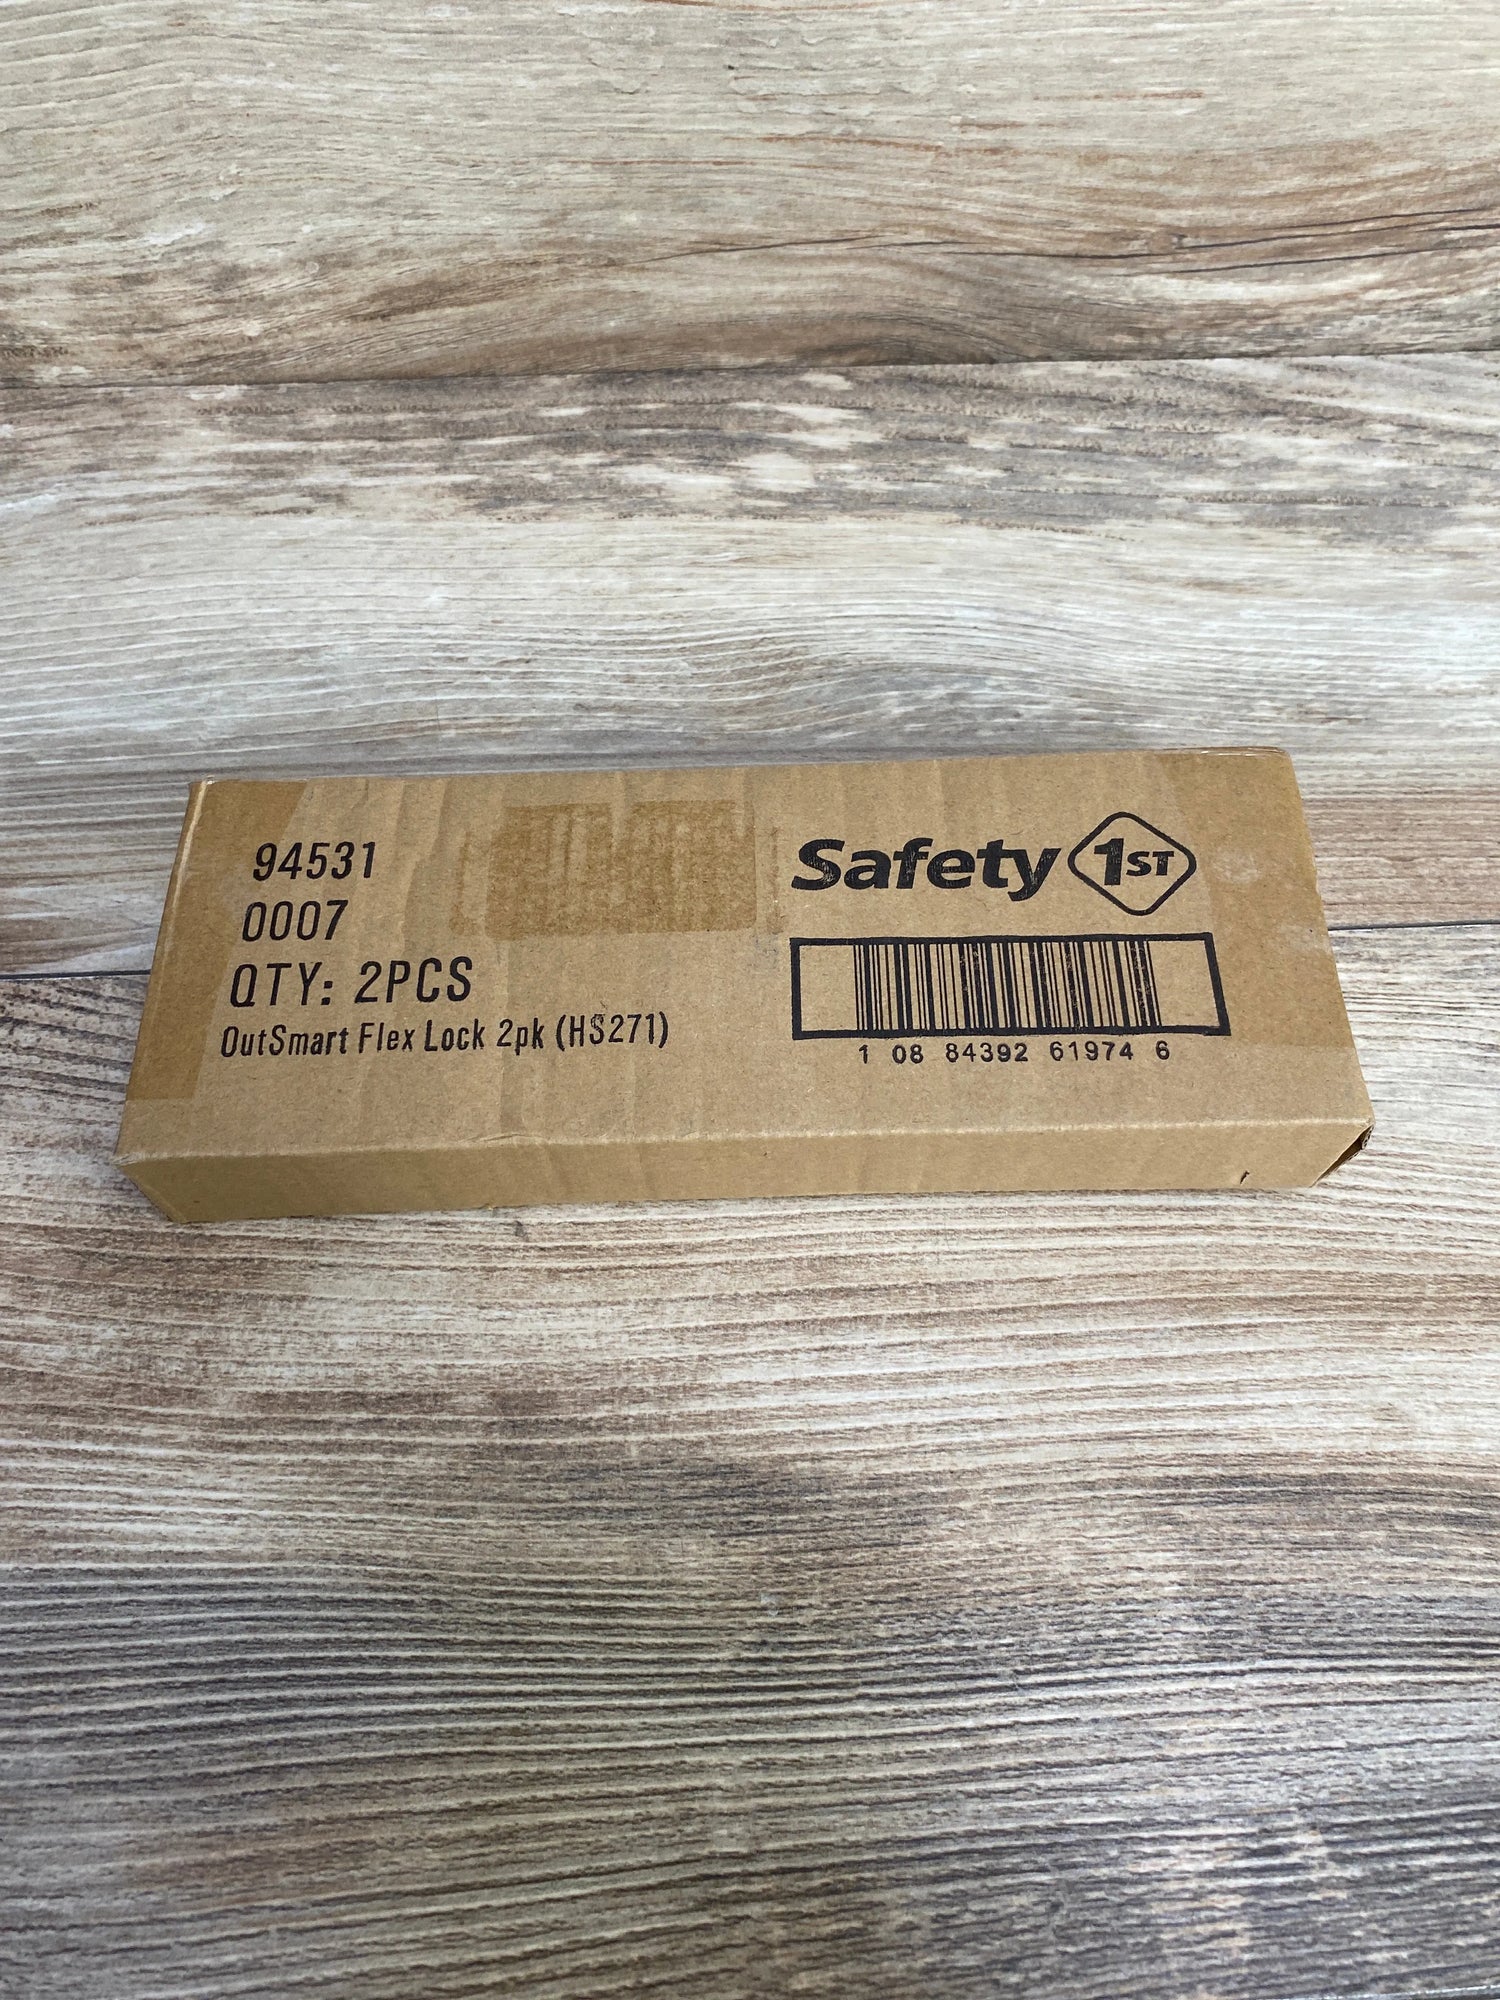 94531
0007
QTY: 2PCS
OutSmart Flex Lock 2pk (HS271)
Safety 1ST
1 08 84392 61974 6